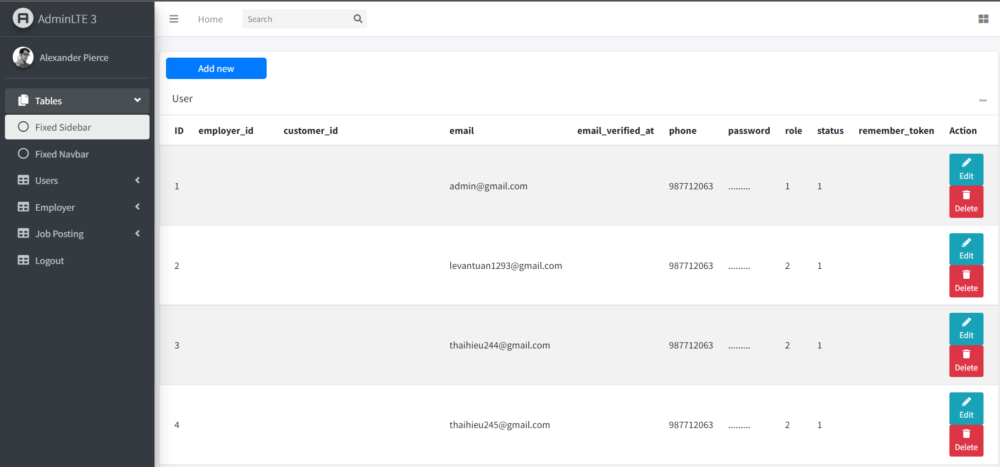 AdminLTE 3
Home
Search
Alexander Pierce
Tables
Fixed Sidebar
Fixed Navbar
Users
Employer
Job Posting
Logout
Add new
User
ID employer_id customer_id email email_verified_at phone password role status remember_token Action
1 admin@gmail.com 987712063 ......... 1 1
Edit
Delete
2 levantuan1293@gmail.com 987712063 ......... 2 1
Edit
Delete
3 thaihieu244@gmail.com 987712063 ......... 2 1
Edit
Delete
4 thaihieu245@gmail.com 987712063 ......... 2 1
Edit
Delete